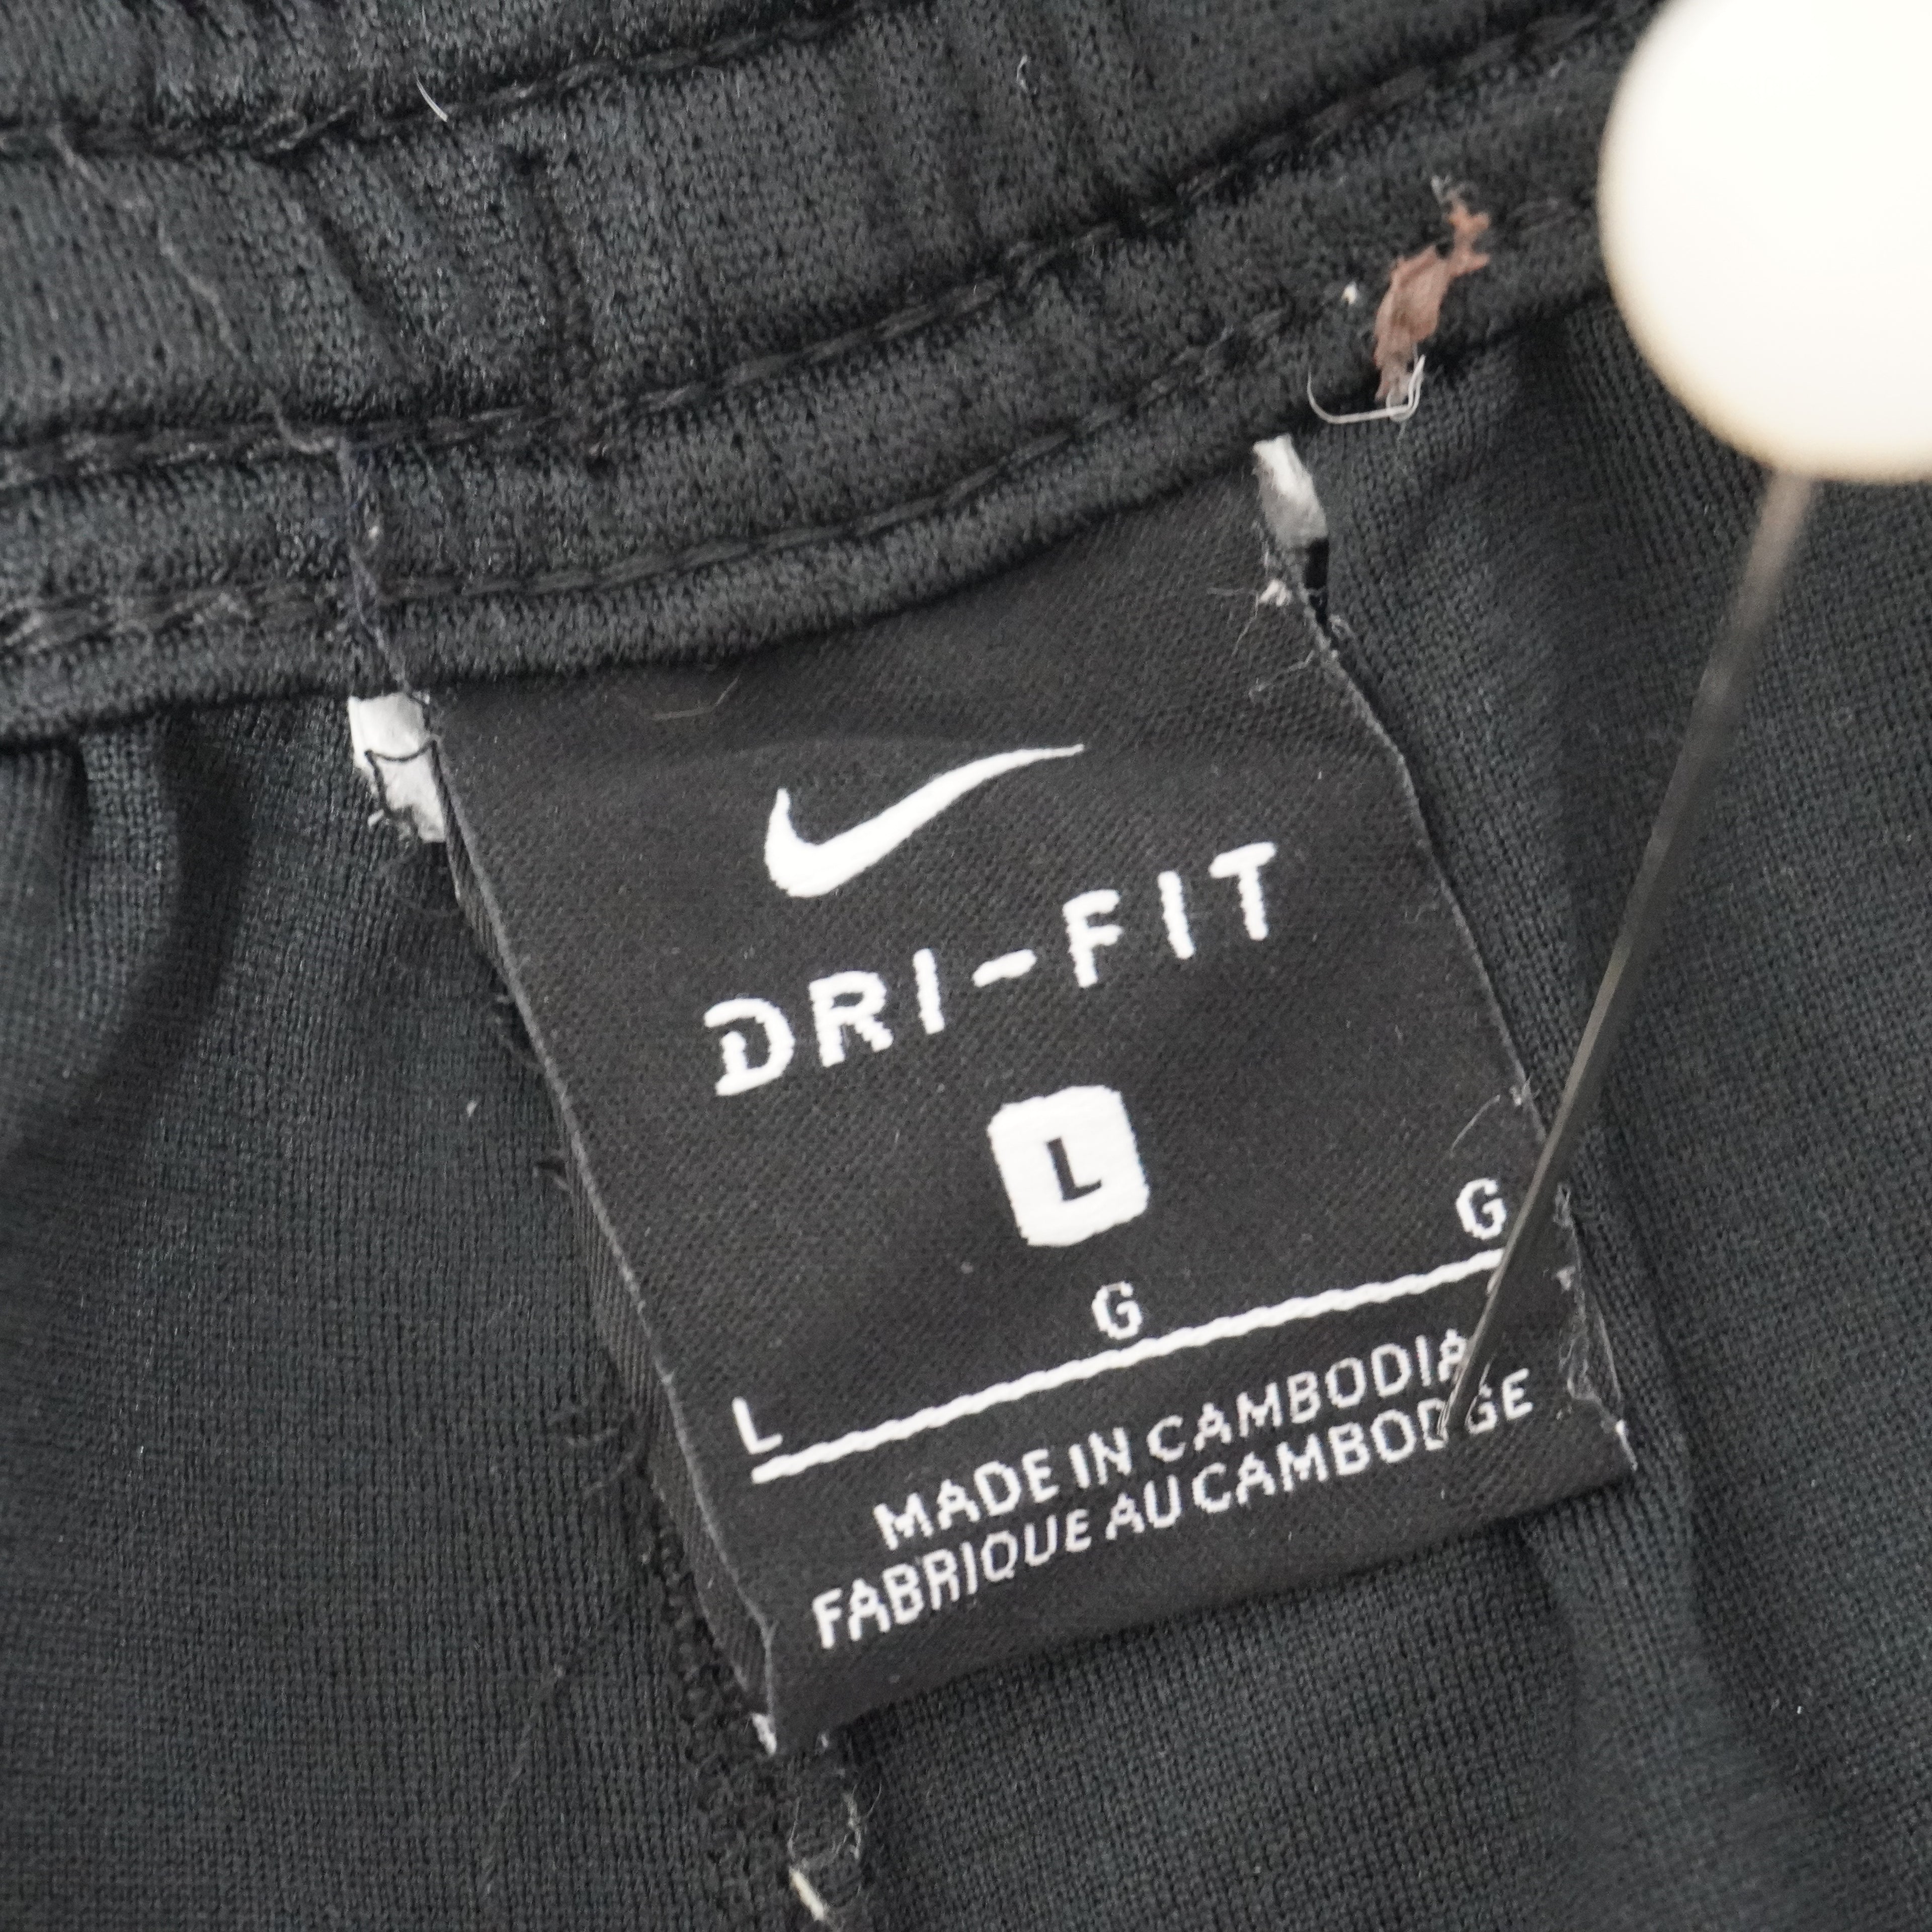 DRI-FIT
L
L G G
MADE IN CAMBODIA
FABRIQUE AU CAMBODGE